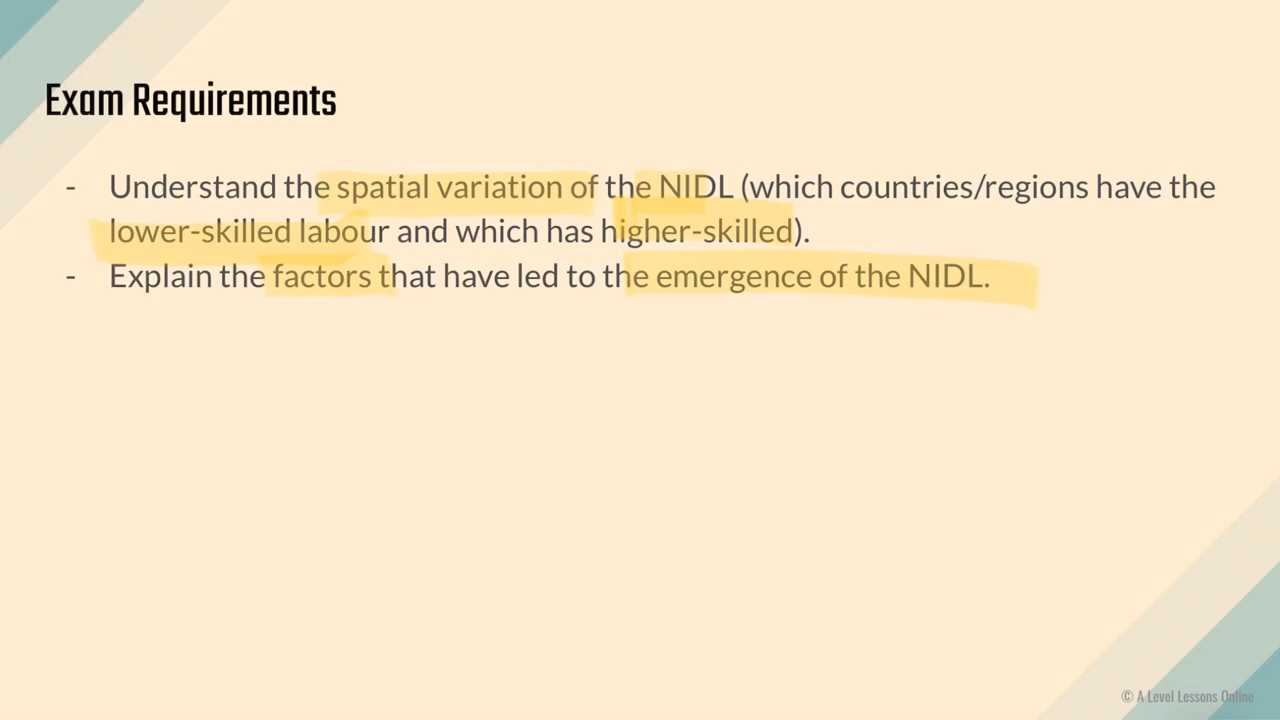 Exam Requirements
- Understand the spatial variation of the NIDL (which countries/regions have the
lower-skilled labour and which has higher-skilled).
- Explain the factors that have led to the emergence of the NIDL.
© A Level Lessons Online